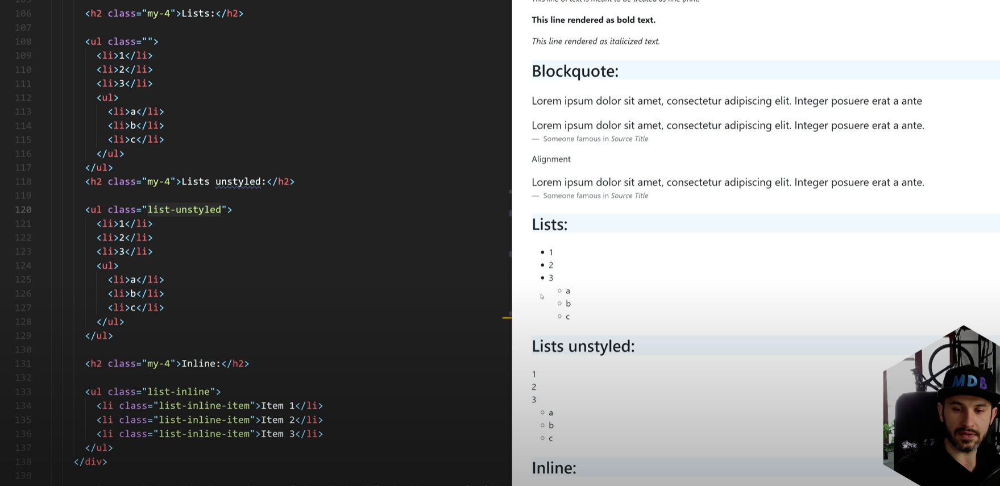 106 <h2 class="my-4">Lists:</h2>
107
108 <ul class="">
109 <li>1</li>
110 <li>2</li>
111 <li>3</li>
112 <ul>
113 <li>a</li>
114 <li>b</li>
115 <li>c</li>
116 </ul>
117 </ul>
118 <h2 class="my-4">Lists unstyled:</h2>
119
120 <ul class="list-unstyled">
121 <li>1</li>
122 <li>2</li>
123 <li>3</li>
124 <ul>
125 <li>a</li>
126 <li>b</li>
127 <li>c</li>
128 </ul>
129 </ul>
130
131 <h2 class="my-4">Inline:</h2>
132
133 <ul class="list-inline">
134 <li class="list-inline-item">Item 1</li>
135 <li class="list-inline-item">Item 2</li>
136 <li class="list-inline-item">Item 3</li>
137 </ul>
138 </div>
139
This line rendered as bold text.
This line rendered as italicized text.
Blockquote:
Lorem ipsum dolor sit amet, consectetur adipiscing elit. Integer posuere erat a ante
Lorem ipsum dolor sit amet, consectetur adipiscing elit. Integer posuere erat a ante.
— Someone famous in Source Title
Alignment
Lorem ipsum dolor sit amet, consectetur adipiscing elit. Integer posuere erat a ante.
— Someone famous in Source Title
Lists:
• 1
• 2
• 3
○ a
○ b
○ c
Lists unstyled:
1
2
3
○ a
○ b
○ c
Inline:
MDB